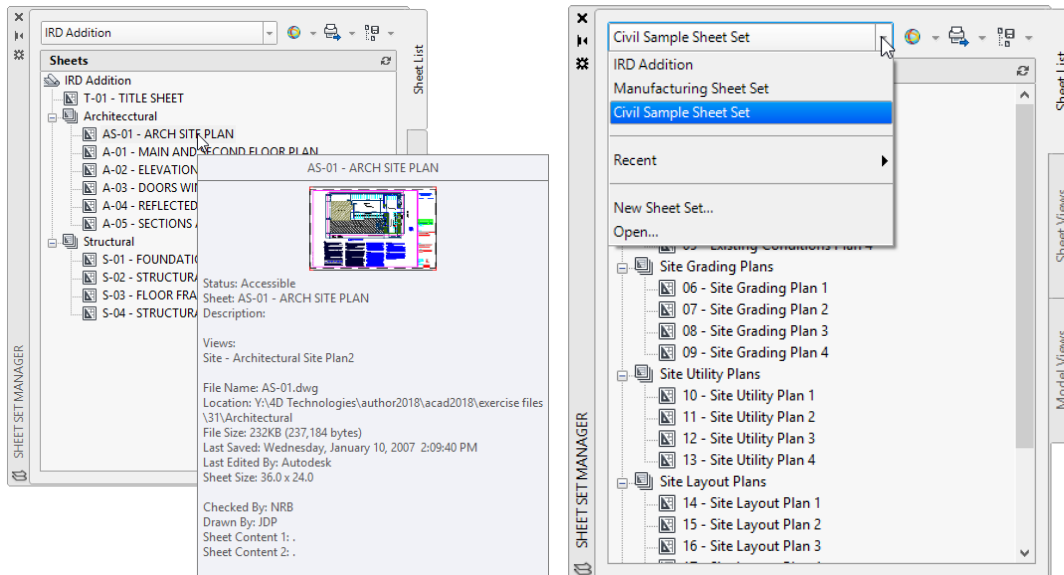 IRD Addition
Sheets
IRD Addition
T-01 - TITLE SHEET
Architecctural
AS-01 - ARCH SITE PLAN
A-01 - MAIN AND SECOND FLOOR PLAN
A-02 - ELEVATION
A-03 - DOORS WIN
A-04 - REFLECTED
A-05 - SECTIONS
Structural
S-01 - FOUNDATIO
S-02 - STRUCTURA
S-03 - FLOOR FRA
S-04 - STRUCTURA
Sheet List
SHEET SET MANAGER
AS-01 - ARCH SITE PLAN
Status: Accessible
Sheet: AS-01 - ARCH SITE PLAN
Description:
Views:
Site - Architectural Site Plan2
File Name: AS-01.dwg
Location: Y:\4D Technologies\author2018\acad2018\exercise files
\31\Architectural
File Size: 232KB (237,184 bytes)
Last Saved: Wednesday, January 10, 2007 2:09:40 PM
Last Edited By: Autodesk
Sheet Size: 36.0 x 24.0
Checked By: NRB
Drawn By: JDP
Sheet Content 1: .
Sheet Content 2: .
Civil Sample Sheet Set
IRD Addition
Manufacturing Sheet Set
Civil Sample Sheet Set
Recent
New Sheet Set...
Open...
05 - Existing Conditions Plan 4
Site Grading Plans
06 - Site Grading Plan 1
07 - Site Grading Plan 2
08 - Site Grading Plan 3
09 - Site Grading Plan 4
Site Utility Plans
10 - Site Utility Plan 1
11 - Site Utility Plan 2
12 - Site Utility Plan 3
13 - Site Utility Plan 4
Site Layout Plans
14 - Site Layout Plan 1
15 - Site Layout Plan 2
16 - Site Layout Plan 3
Sheet List
Sheet Views
Model Views
SHEET SET MANAGER